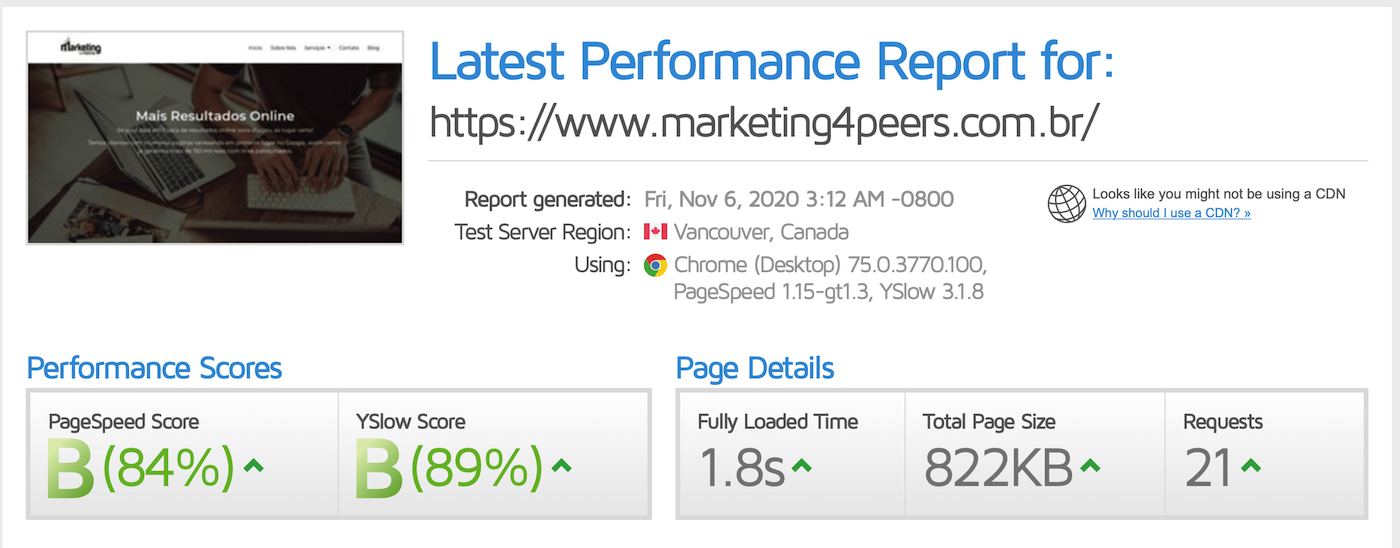 Marketing
Início Sobre Nós Serviços Contato Blog
Mais Resultados Online
Latest Performance Report for:
https://www.marketing4peers.com.br/
Report generated: Fri, Nov 6, 2020 3:12 AM -0800
Test Server Region: Vancouver, Canada
Using: Chrome (Desktop) 75.0.3770.100,
PageSpeed 1.15-gt1.3, YSlow 3.1.8
Looks like you might not be using a CDN
Why should I use a CDN? »
Performance Scores
PageSpeed Score YSlow Score
B (84%) B (89%)
Page Details
Fully Loaded Time Total Page Size Requests
1.8s 822KB 21